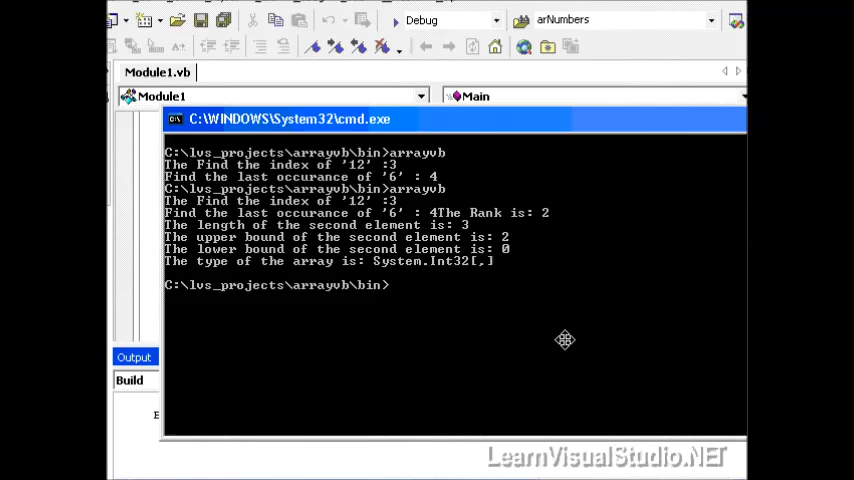 Debug
arNumbers
Module1.vb
Module1
Main
C:\WINDOWS\System32\cmd.exe
C:\lvs_projects\arrayvb\bin>arrayvb
The Find the index of '12' :3
Find the last occurance of '6' : 4
C:\lvs_projects\arrayvb\bin>arrayvb
The Find the index of '12' :3
Find the last occurance of '6' : 4The Rank is: 2
The length of the second element is: 3
The upper bound of the second element is: 2
The lower bound of the second element is: 0
The type of the array is: System.Int32[,]
C:\lvs_projects\arrayvb\bin>
Output
Build
LearnVisualStudio.NET